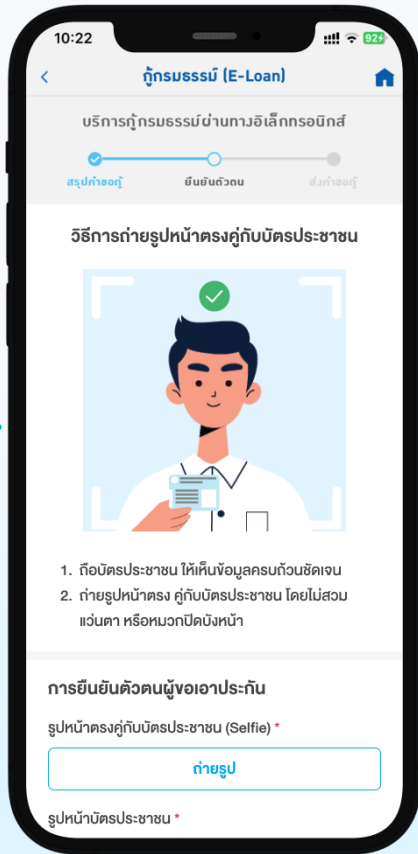 10:22
92
กู้กรมธรรม์ (E-Loan)
บริการกู้กรมธรรม์ผ่านทางอิเล็กทรอนิกส์
สรุปคำขอกู้ ยืนยันตัวตน ส่งคำขอกู้
วิธีการถ่ายรูปหน้าตรงคู่กับบัตรประชาชน
1. ถือบัตรประชาชน ให้เห็นข้อมูลครบถ้วนชัดเจน
2. ถ่ายรูปหน้าตรง คู่กับบัตรประชาชน โดยไม่สวม
แว่นตา หรือหมวกปิดบังหน้า
การยืนยันตัวตนผู้ขอเอาประกัน
รูปหน้าตรงคู่กับบัตรประชาชน (Selfie) *
ถ่ายรูป
รูปหน้าบัตรประชาชน *